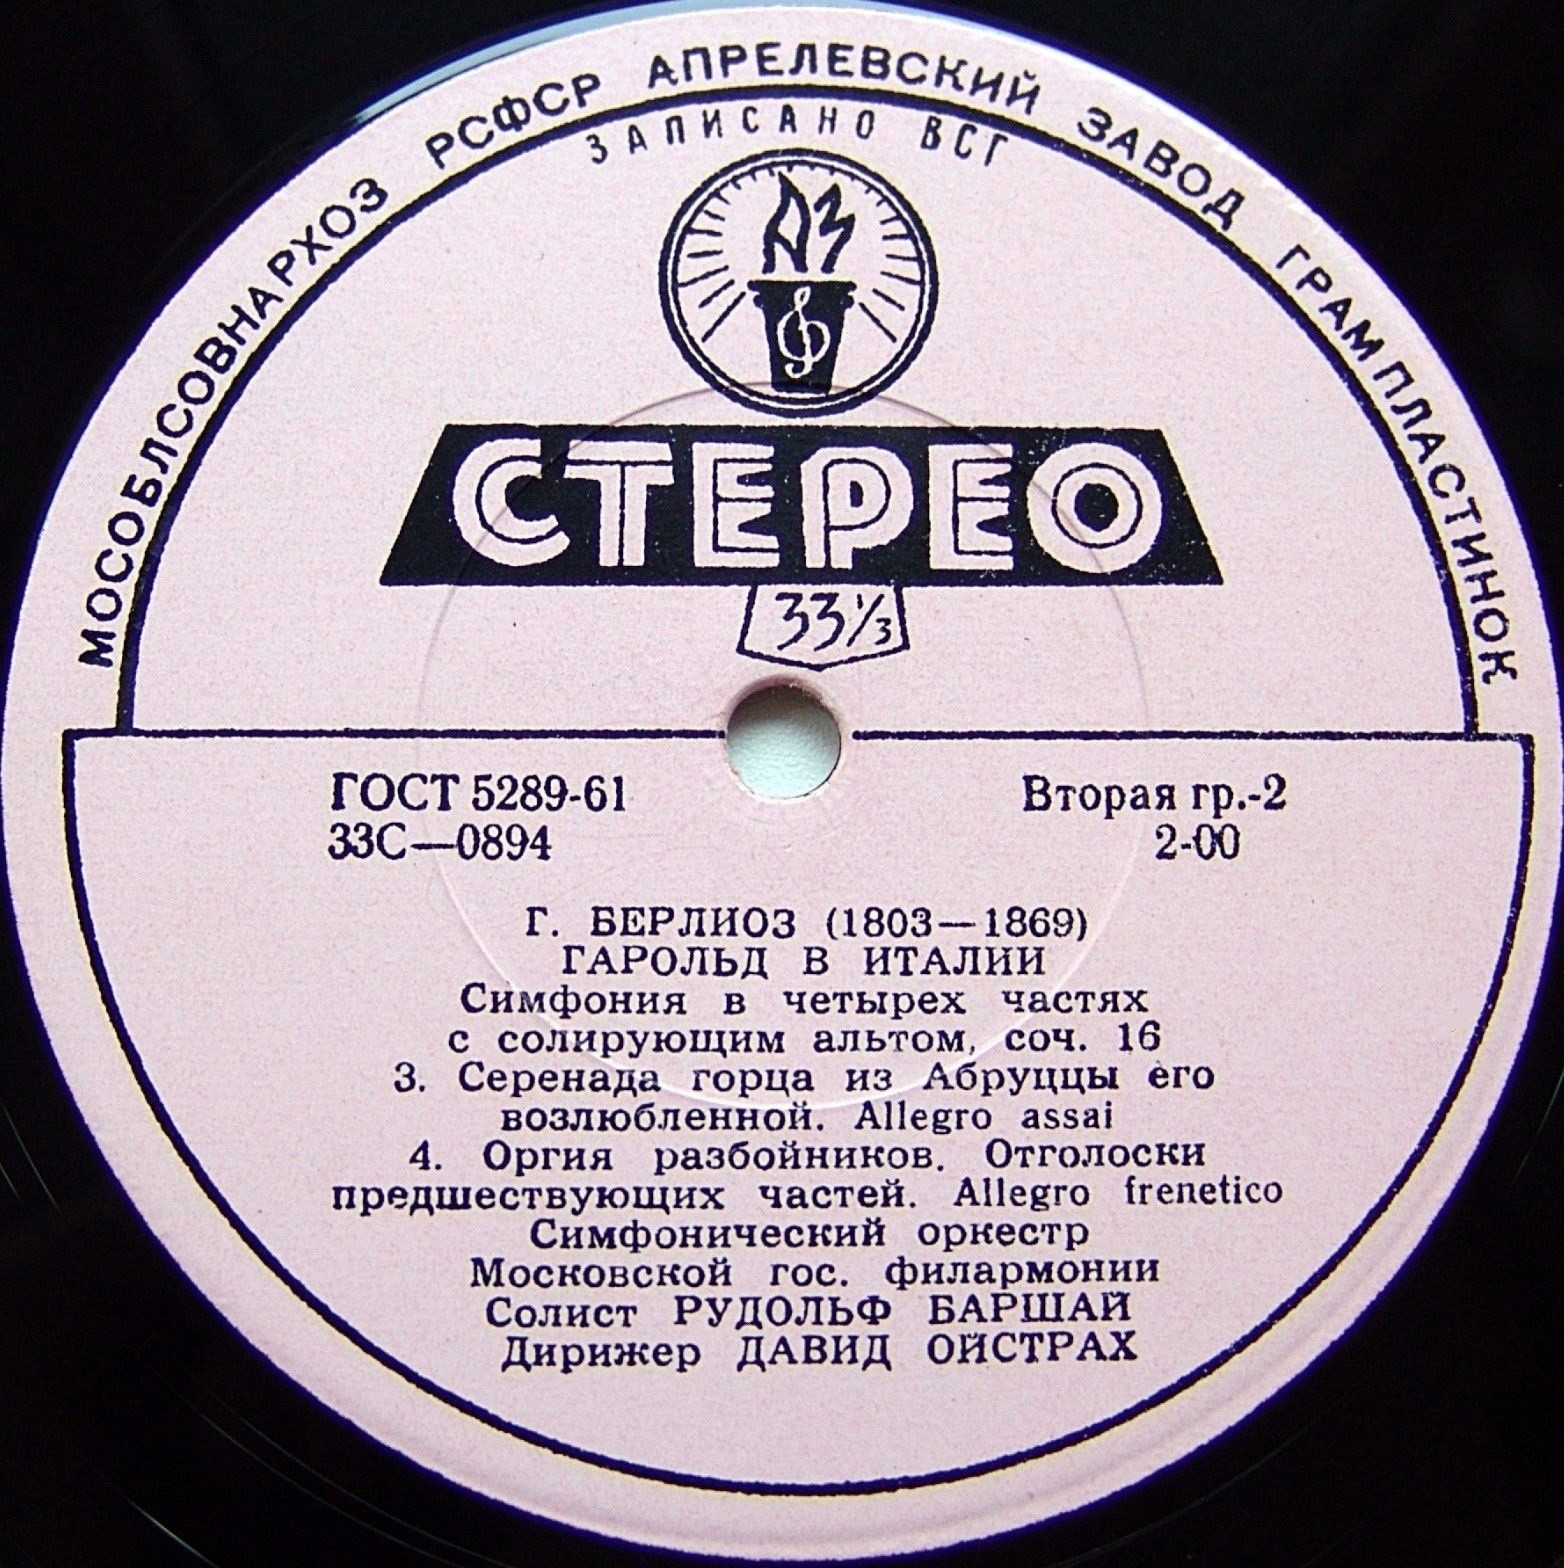 МОСОБЛСОВНАРХОЗ РСФСР АПРЕЛЕВСКИЙ ЗАВОД ГРАМПЛАСТИНОК
ЗАПИСАНО ВСГ
АЗ
СТЕРЕО
33 1/3
ГОСТ 5289-61 Вторая гр.-2
33С—0894 2-00
Г. БЕРЛИОЗ (1803—1869)
ГАРОЛЬД В ИТАЛИИ
Симфония в четырех частях
с солирующим альтом, соч. 16
3. Серенада горца из Абруццы его
возлюбленной. Allegro assai
4. Оргия разбойников. Отголоски
предшествующих частей. Allegro frenetico
Симфонический оркестр
Московской гос. филармонии
Солист РУДОЛЬФ БАРШАЙ
Дирижер ДАВИД ОЙСТРАХ